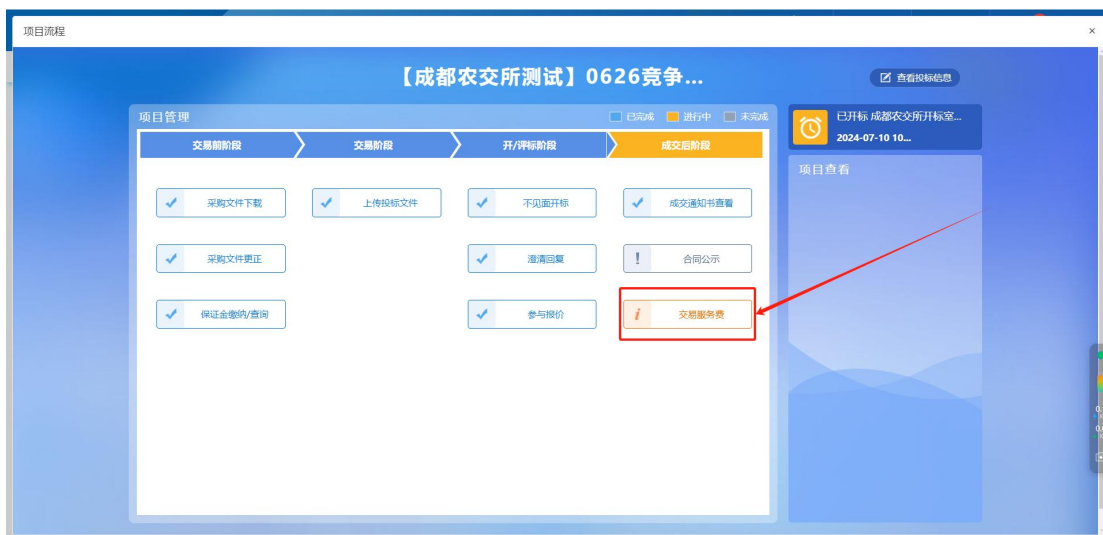 项目流程
×
【成都农交所测试】0626竞争...
查看投标信息
项目管理
已完成 进行中 未完成
已开标 成都农交所开标室...
2024-07-10 10...
交易前阶段 交易阶段 开/评标阶段 成交后阶段
项目查看
采购文件下载 上传投标文件 不见面开标 成交通知书查看
采购文件更正 澄清回复 ! 合同公示
保证金缴纳/查询 参与报价 i 交易服务费